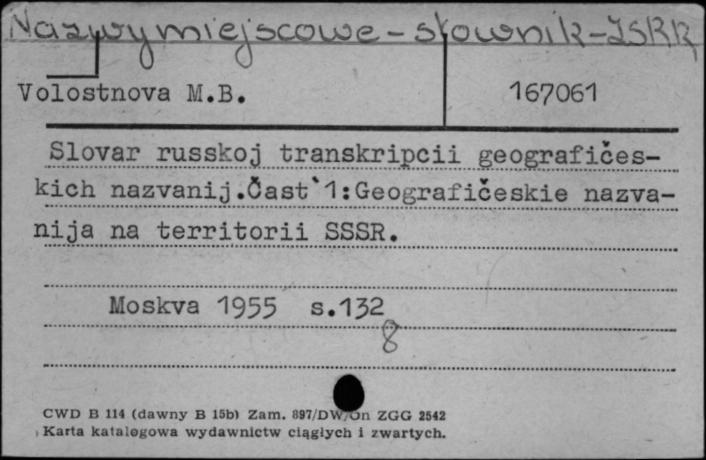 Nazwy miejscowe - słownik - ZSRR
Volostnova M.B. 167061
Slovar russkoj transkripcii geografičes-
kich nazvanij.Čast`1:Geografičeskie nazva-
nija na territorii SSSR.
Moskva 1955 s.132
8
CWD B 114 (dawny B 15b) Zam. 897/DW/Dn ZGG 2542
Karta katalogowa wydawnictw ciągłych i zwartych.